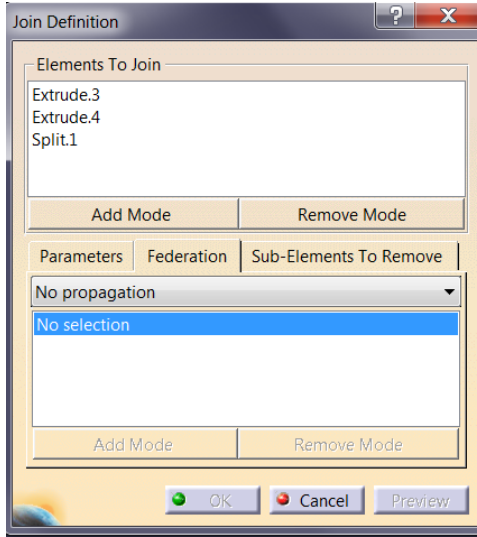 Join Definition
?
X
Elements To Join
Extrude.3
Extrude.4
Split.1
Add Mode Remove Mode
Parameters Federation Sub-Elements To Remove
No propagation
No selection
Add Mode Remove Mode
OK Cancel Preview